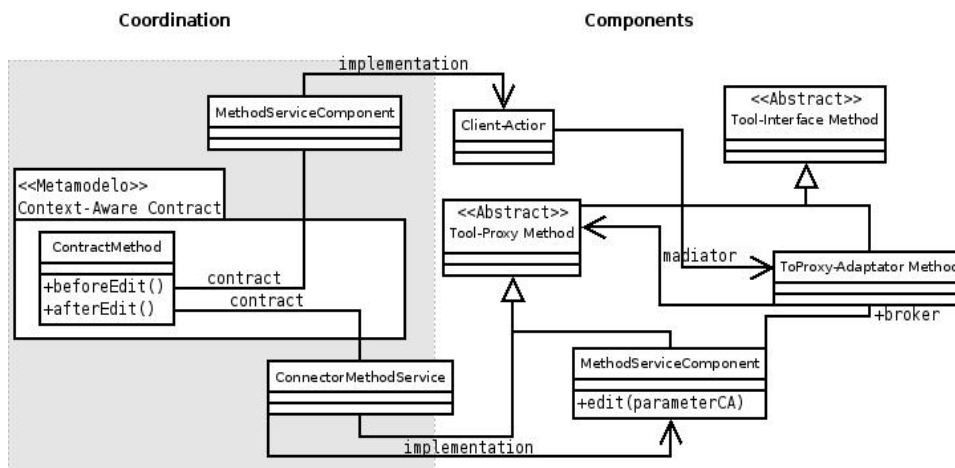 Coordination
Components
implementation
MethodServiceComponent
Client-Actior
<<Abstract>>
Tool-Interface Method
<<Metamodelo>>
Context-Aware Contract
<<Abstract>>
Tool-Proxy Method
ContractMethod
+beforeEdit()
+afterEdit()
contract
contract
madiator
ToProxy-Adaptator Method
+broker
ConnectorMethodService
MethodServiceComponent
+edit(parameterCA)
implementation